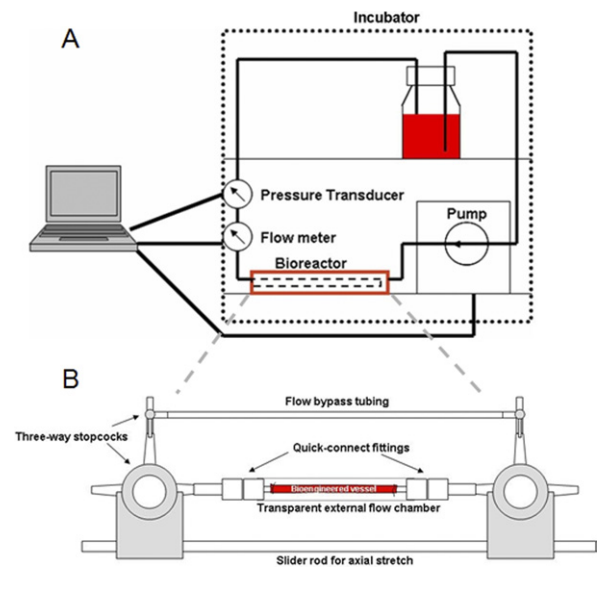 Incubator
A
Pressure Transducer
Pump
Flow meter
Bioreactor
B
Flow bypass tubing
Three-way stopcocks
Quick-connect fittings
Bioengineered vessel
Transparent external flow chamber
Slider rod for axial stretch